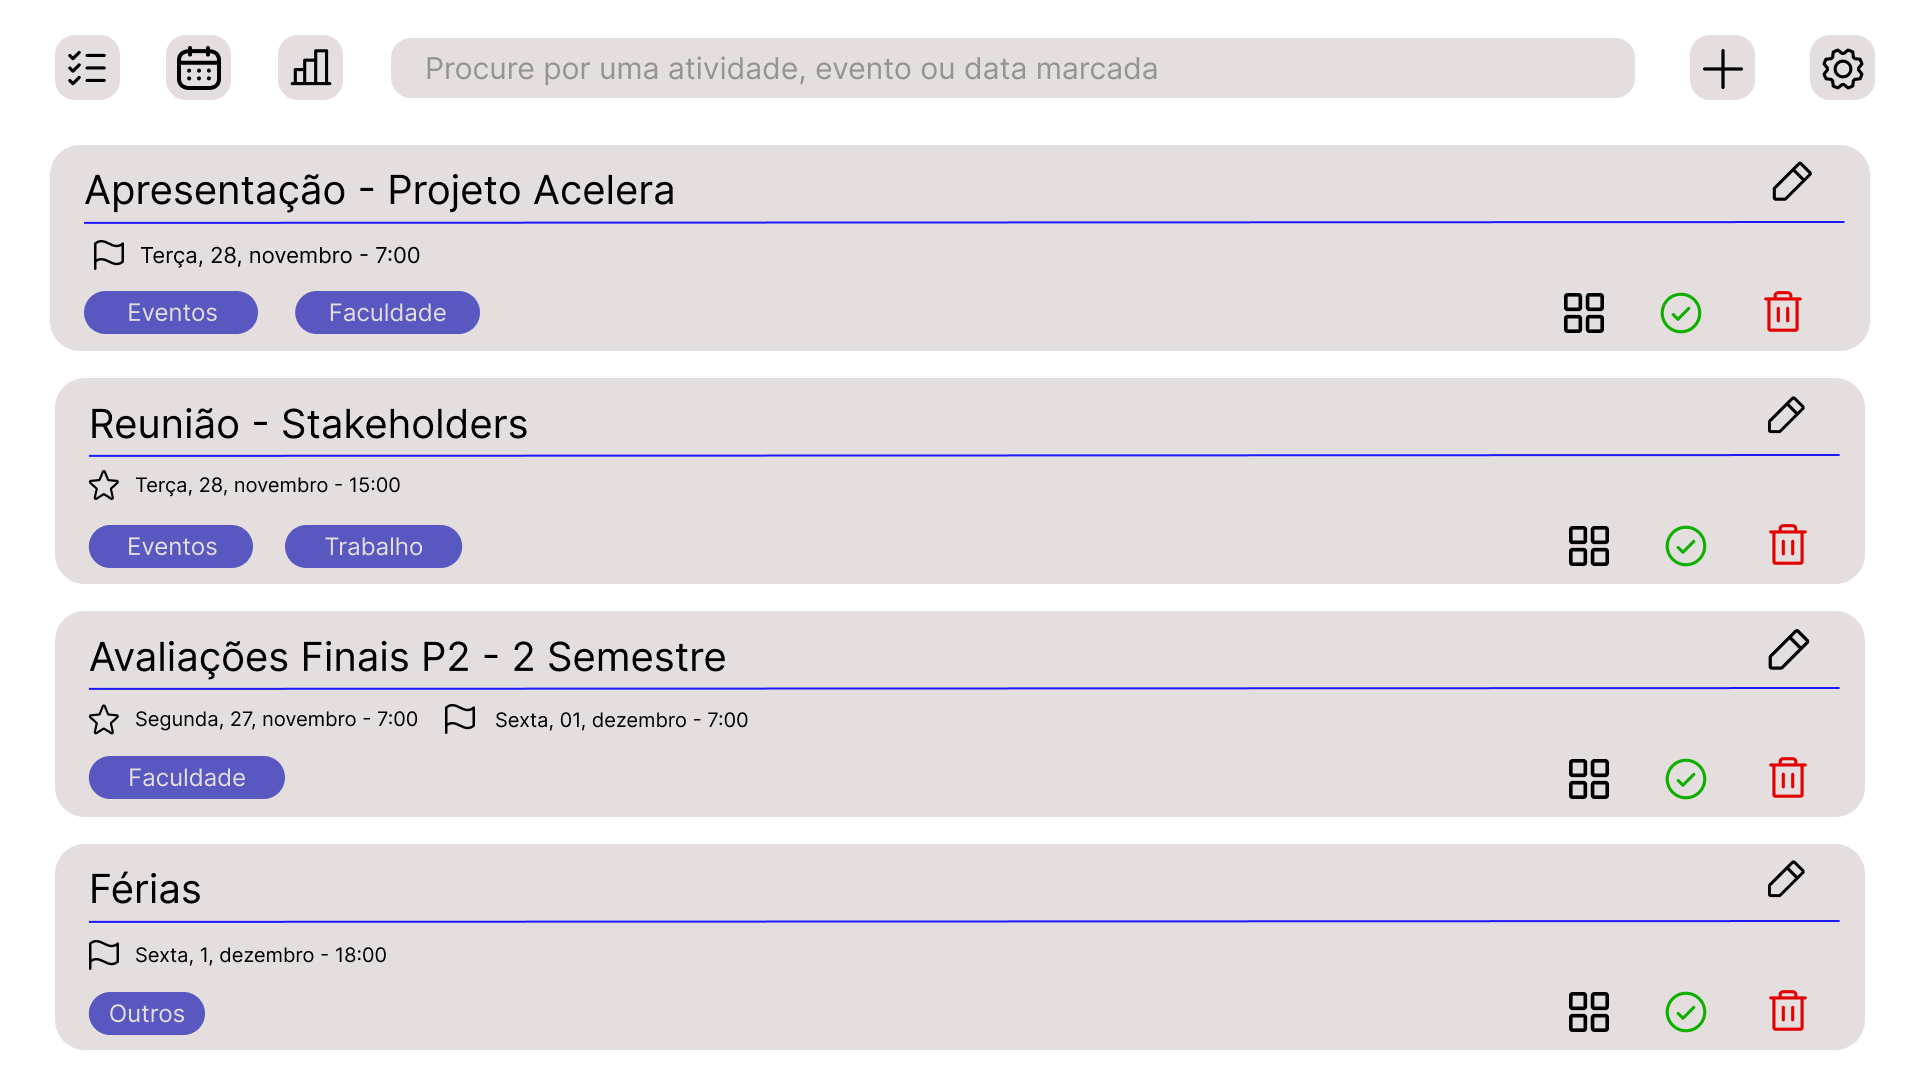 Procure por uma atividade, evento ou data marcada
Apresentação - Projeto Acelera
Terça, 28, novembro - 7:00
Eventos Faculdade
Reunião - Stakeholders
Terça, 28, novembro - 15:00
Eventos Trabalho
Avaliações Finais P2 - 2 Semestre
Segunda, 27, novembro - 7:00 Sexta, 01, dezembro - 7:00
Faculdade
Férias
Sexta, 1, dezembro - 18:00
Outros